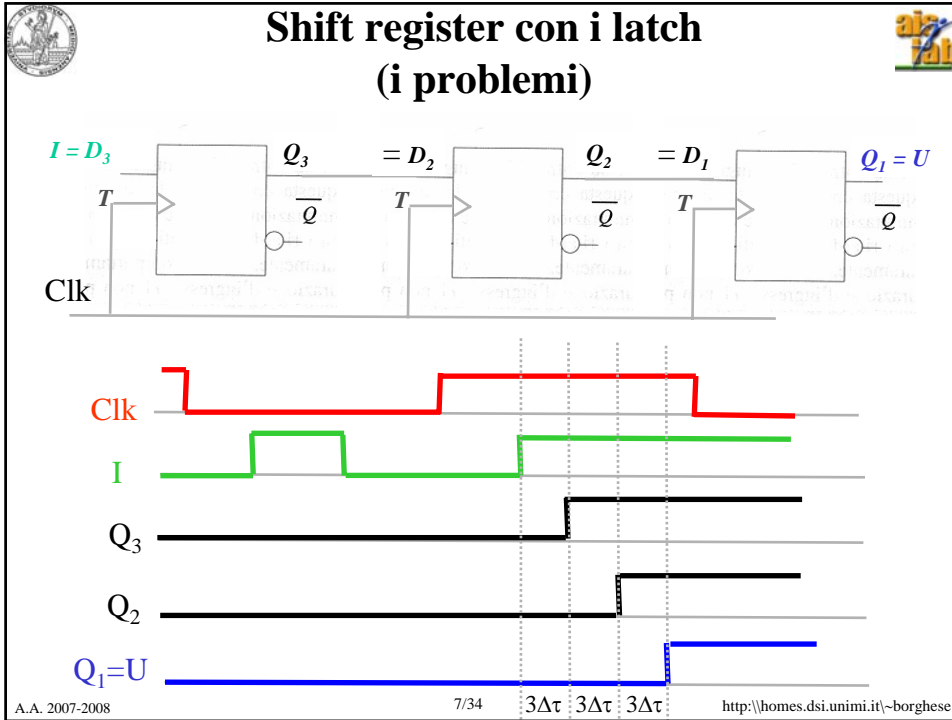 Shift register con i latch
(i problemi)
I = D₃ Q₃ = D₂ Q₂ = D₁ Q₁ = U
T Q̅ T Q̅ T Q̅
Clk
Clk
I
Q₃
Q₂
Q₁=U
A.A. 2007-2008 7/34 3Δτ 3Δτ 3Δτ http:\\homes.dsi.unimi.it\~borghese